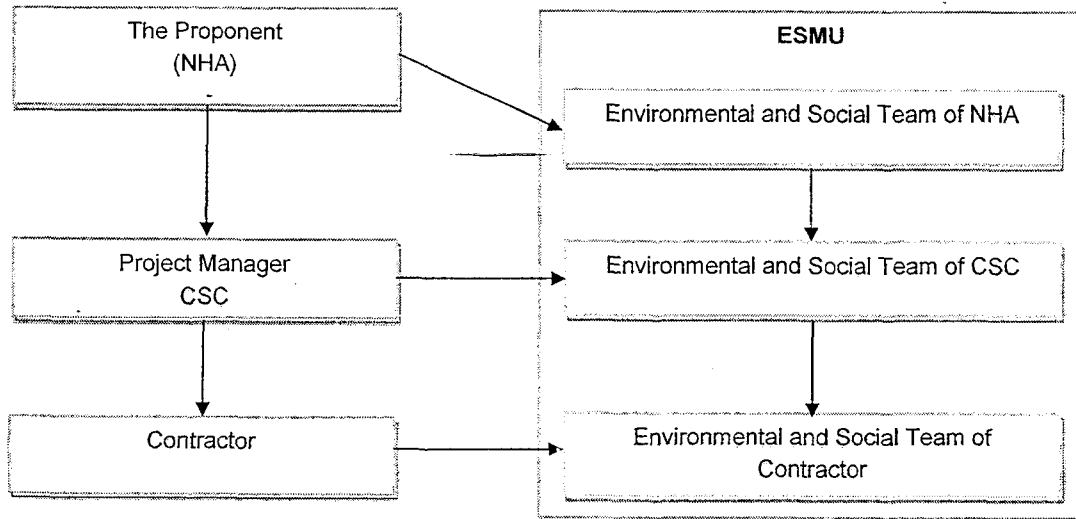 The Proponent
(NHA)
ESMU
Environmental and Social Team of NHA
Project Manager
CSC
Environmental and Social Team of CSC
Contractor
Environmental and Social Team of
Contractor